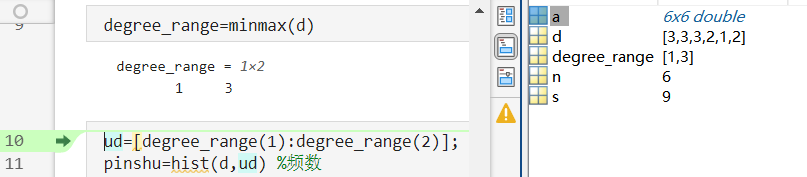 9
degree_range=minmax(d)
degree_range = 1×2
1 3
10
ud=[degree_range(1):degree_range(2)];
11
pinshu=hist(d,ud) %频数
a 6x6 double
d [3,3,3,2,1,2]
degree_range [1,3]
n 6
s 9